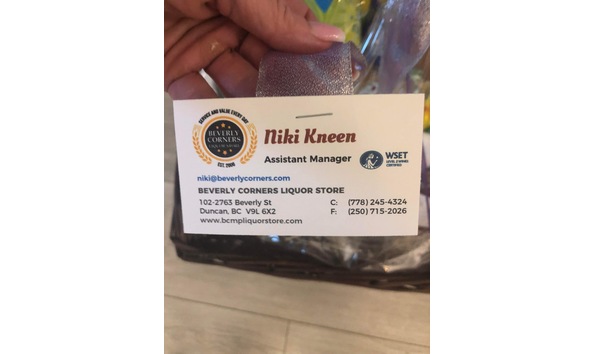 SERVICE AND VALUE EVERY DAY
BEVERLY
CORNERS
LIQUOR STORE
EST. 2006
Niki Kneen
Assistant Manager
WSET
niki@beverlycorners.com
BEVERLY CORNERS LIQUOR STORE
102-2763 Beverly St
C: (778) 245-4324
Duncan, BC V9L 6X2
F: (250) 715-2026
www.bcmpliquorstore.com